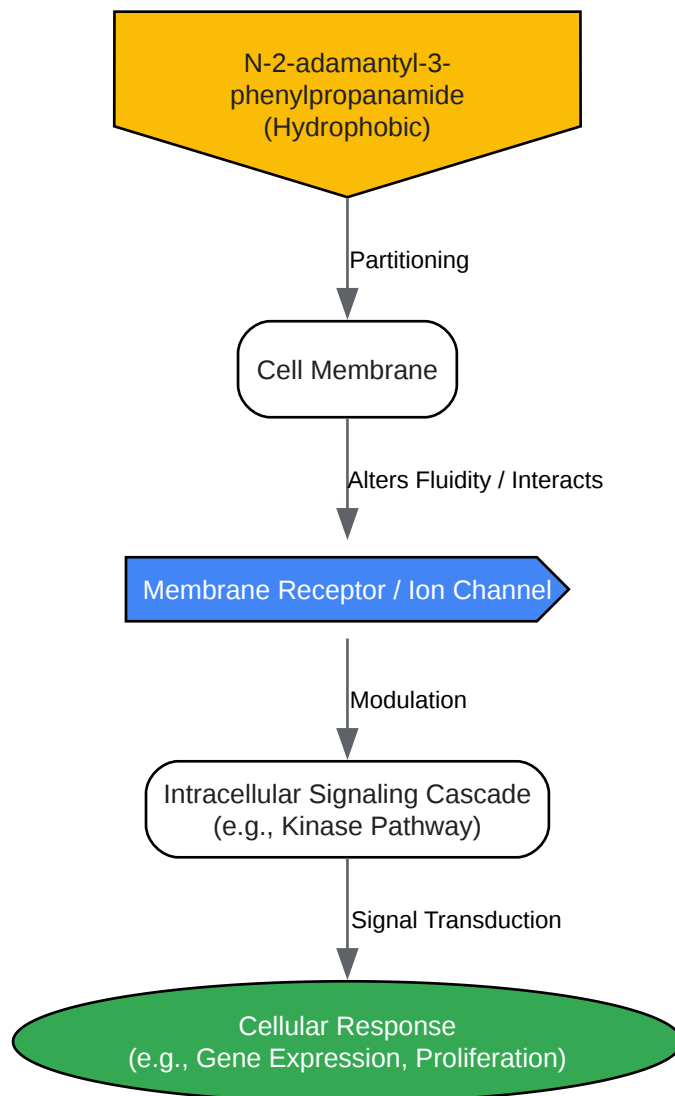 N-2-adamantyl-3-
phenylpropanamide
(Hydrophobic)
Partitioning
Cell Membrane
Alters Fluidity / Interacts
Membrane Receptor / Ion Channel
Modulation
Intracellular Signaling Cascade
(e.g., Kinase Pathway)
Signal Transduction
Cellular Response
(e.g., Gene Expression, Proliferation)